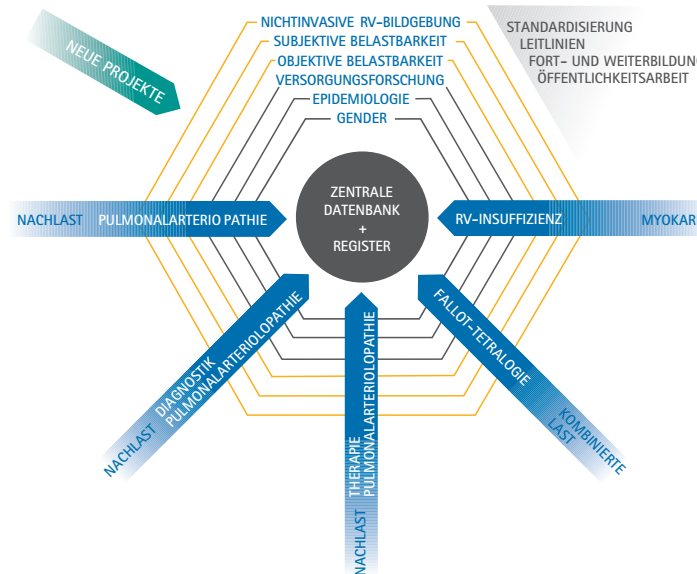 NICHTINVASIVE RV-BILDGEBUNG
SUBJEKTIVE BELASTBARKEIT
OBJEKTIVE BELASTBARKEIT
VERSORGUNGSFORSCHUNG
EPIDEMIOLOGIE
GENDER
NEUE PROJEKTE
STANDARDISIERUNG
LEITLINIEN
FORT- UND WEITERBILDUNG
ÖFFENTLICHKEITSARBEIT
ZENTRALE
DATENBANK
+
REGISTER
NACHLAST PULMONALARTERIO PATHIE
RV-INSUFFIZIENZ MYOKAR
NACHLAST
DIAGNOSTIK
PULMONALARTERIOLOPATHIE
NACHLAST
THERAPIE
PULMONALARTERIOLOPATHIE
FALLOT-TETRALOGIE
KOMBINIERTE
LAST